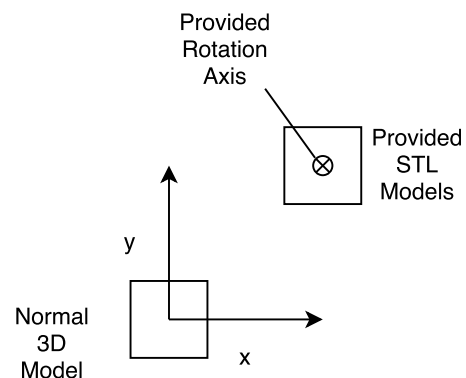 Provided
Rotation
Axis
Provided
STL
Models
y
Normal
3D
Model
x